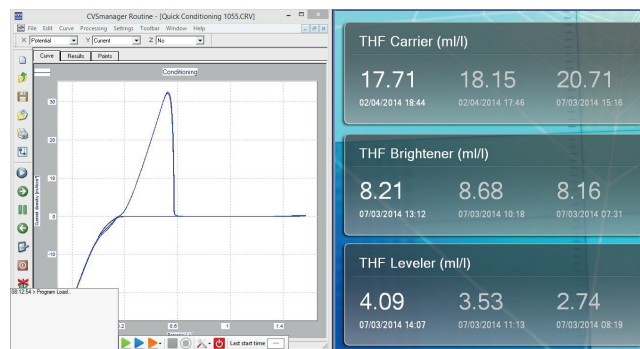 CVSmanager Routine - [Quick Conditioning 1055.CRV]
File Edit Curve Processing Settings Toolbar Window Help
X Potential Y Current Z No
Curve Results Points
Conditioning
30
20
10
0
-10
Current density [mA/cm²]
0.2 0.6 1 1.4
08:12:54 > Program Load..
Last start time ---
THF Carrier (ml/l)
17.71 18.15 20.71
02/04/2014 18:44 02/04/2014 17:46 07/03/2014 15:16
THF Brightener (ml/l)
8.21 8.68 8.16
07/03/2014 13:12 07/03/2014 10:18 07/03/2014 07:31
THF Leveler (ml/l)
4.09 3.53 2.74
07/03/2014 14:07 07/03/2014 11:13 07/03/2014 08:19